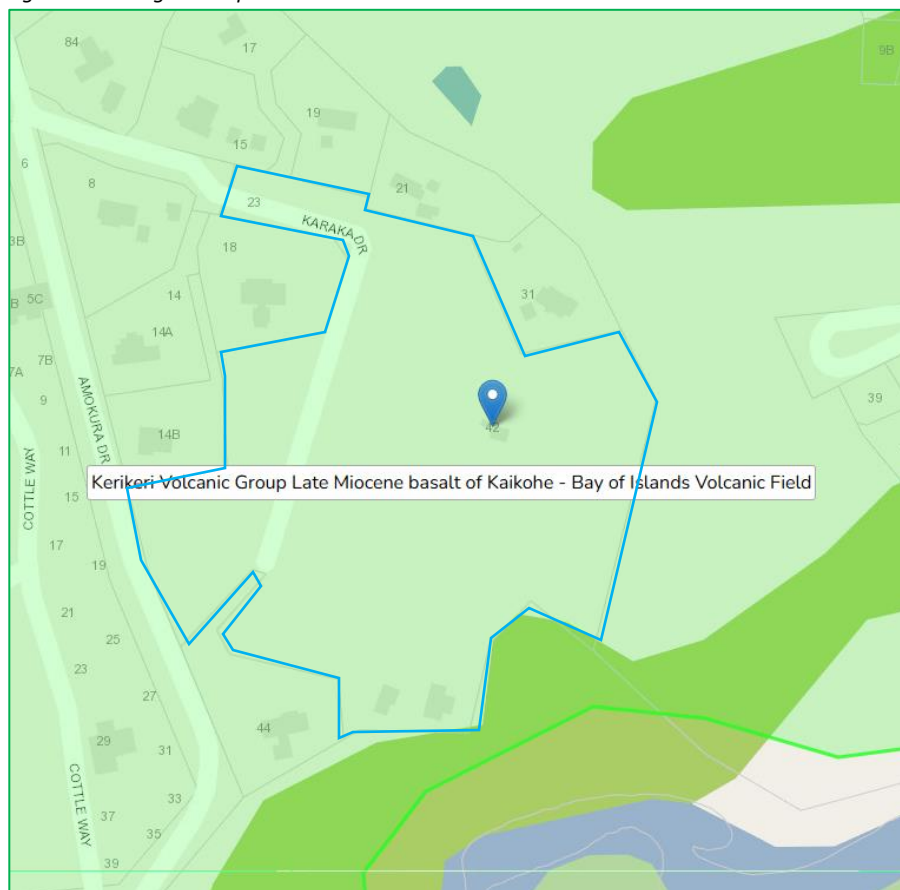 84
17
9B
19
15
6
8
21
23
KARAKA DR
3B
18
31
B
5C
14
14A
7B
7A
39
9
42
AMOKURA DR
14B
11
COTTLE WAY
Kerikeri Volcanic Group Late Miocene basalt of Kaikohe - Bay of Islands Volcanic Field
15
17
19
21
25
23
27
44
29
31
COTTLE WAY
33
37
35
39